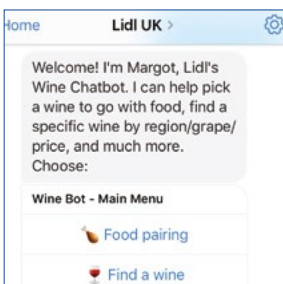 Home
Lidl UK >
Welcome! I'm Margot, Lidl's
Wine Chatbot. I can help pick
a wine to go with food, find a
specific wine by region/grape/
price, and much more.
Choose:
Wine Bot - Main Menu
🍗 Food pairing
🍷 Find a wine